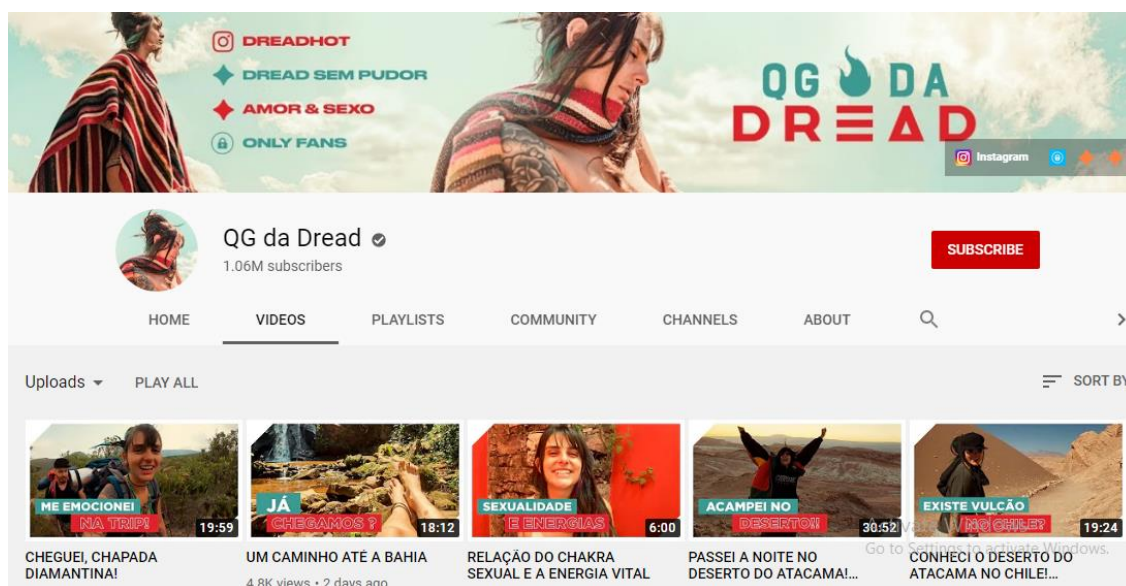 DREADHOT
DREAD SEM PUDOR
AMOR & SEXO
ONLY FANS
QG DA
DREAD
Instagram
QG da Dread
1.06M subscribers
SUBSCRIBE
HOME VIDEOS PLAYLISTS COMMUNITY CHANNELS ABOUT
Uploads PLAY ALL SORT BY
ME EMOCIONEI
NA TRIP!
19:59
JÁ
CHEGAMOS ?
18:12
SEXUALIDADE
E ENERGIAS
6:00
ACAMPEI NO
DESERTO!!
30:52
EXISTE VULCÃO
NO CHILE?
19:24
Activate Windows
Go to Settings to activate Windows.
CHEGUEI, CHAPADA
DIAMANTINA!
UM CAMINHO ATÉ A BAHIA
4.8K views • 2 days ago
RELAÇÃO DO CHAKRA
SEXUAL E A ENERGIA VITAL
PASSEI A NOITE NO
DESERTO DO ATACAMA!...
CONHECI O DESERTO DO
ATACAMA NO CHILE!...